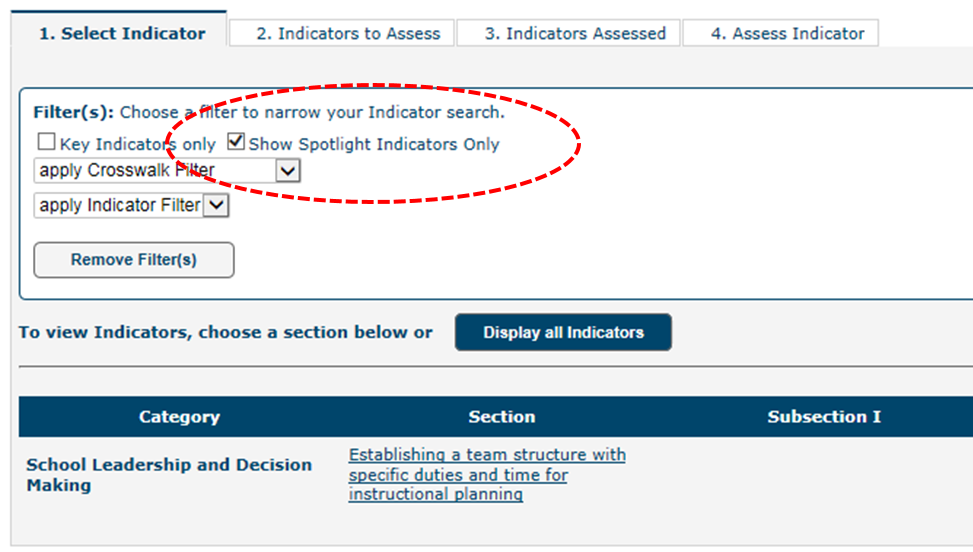 1. Select Indicator
2. Indicators to Assess
3. Indicators Assessed
4. Assess Indicator
Filter(s): Choose a filter to narrow your Indicator search.
Key Indicators only
Show Spotlight Indicators Only
apply Crosswalk Filter
apply Indicator Filter
Remove Filter(s)
To view Indicators, choose a section below or
Display all Indicators
Category
Section
Subsection I
School Leadership and Decision
Making
Establishing a team structure with
specific duties and time for
instructional planning